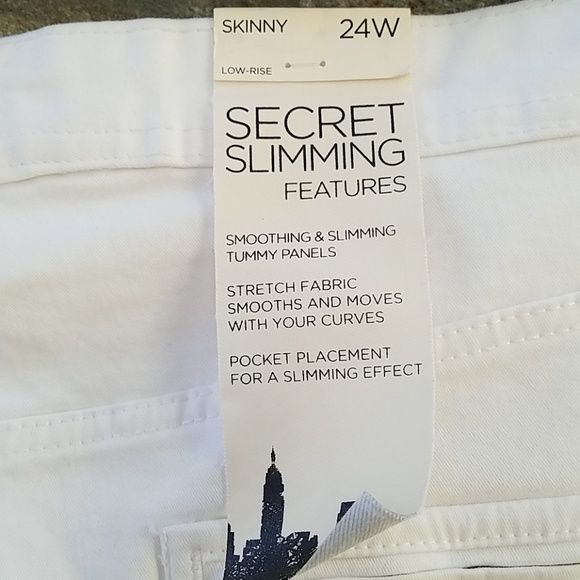 SKINNY 24W
LOW-RISE
SECRET
SLIMMING
FEATURES
SMOOTHING & SLIMMING
TUMMY PANELS
STRETCH FABRIC
SMOOTHS AND MOVES
WITH YOUR CURVES
POCKET PLACEMENT
FOR A SLIMMING EFFECT